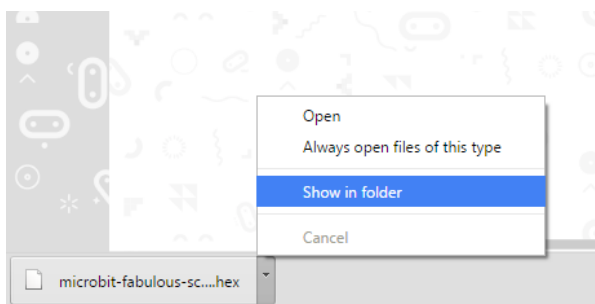 Open
Always open files of this type
Show in folder
Cancel
microbit-fabulous-sc....hex